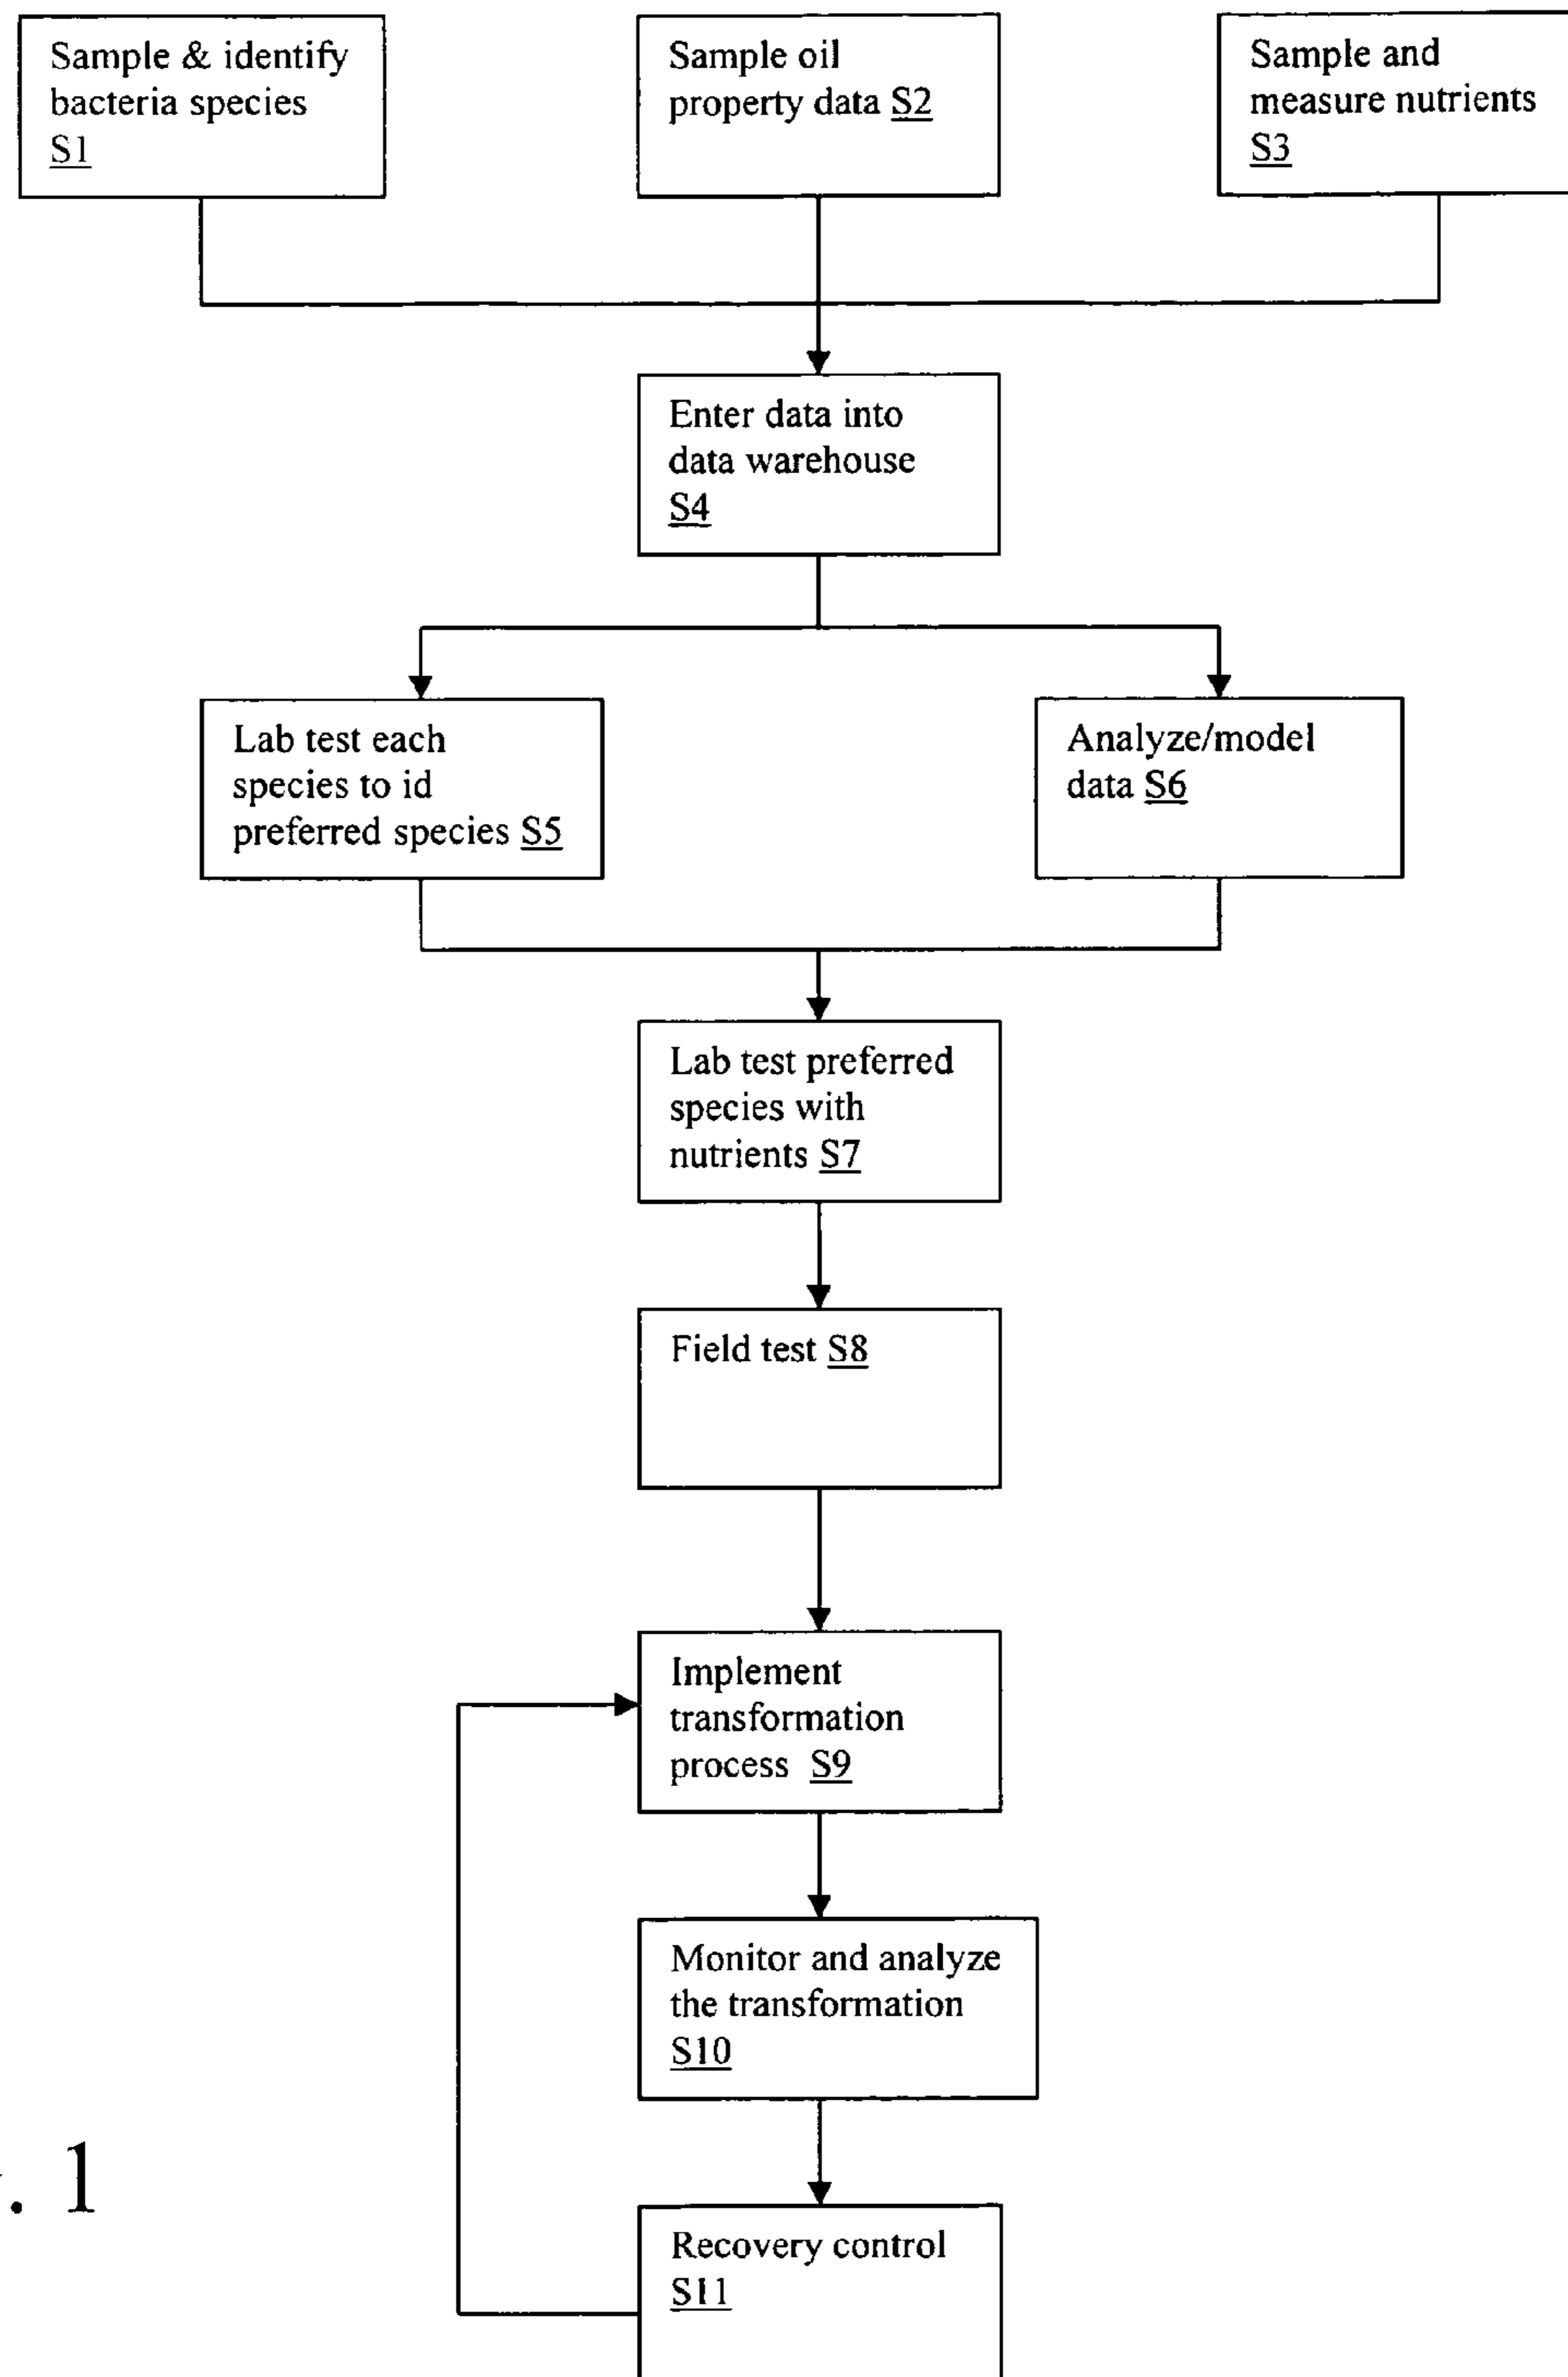 Sample & identify
bacteria species
S1
Sample oil
property data S2
Sample and
measure nutrients
S3
Enter data into
data warehouse
S4
Lab test each
species to id
preferred species S5
Analyze/model
data S6
Lab test preferred
species with
nutrients S7
Field test S8
Implement
transformation
process S9
Monitor and analyze
the transformation
S10
Recovery control
S11
. 1